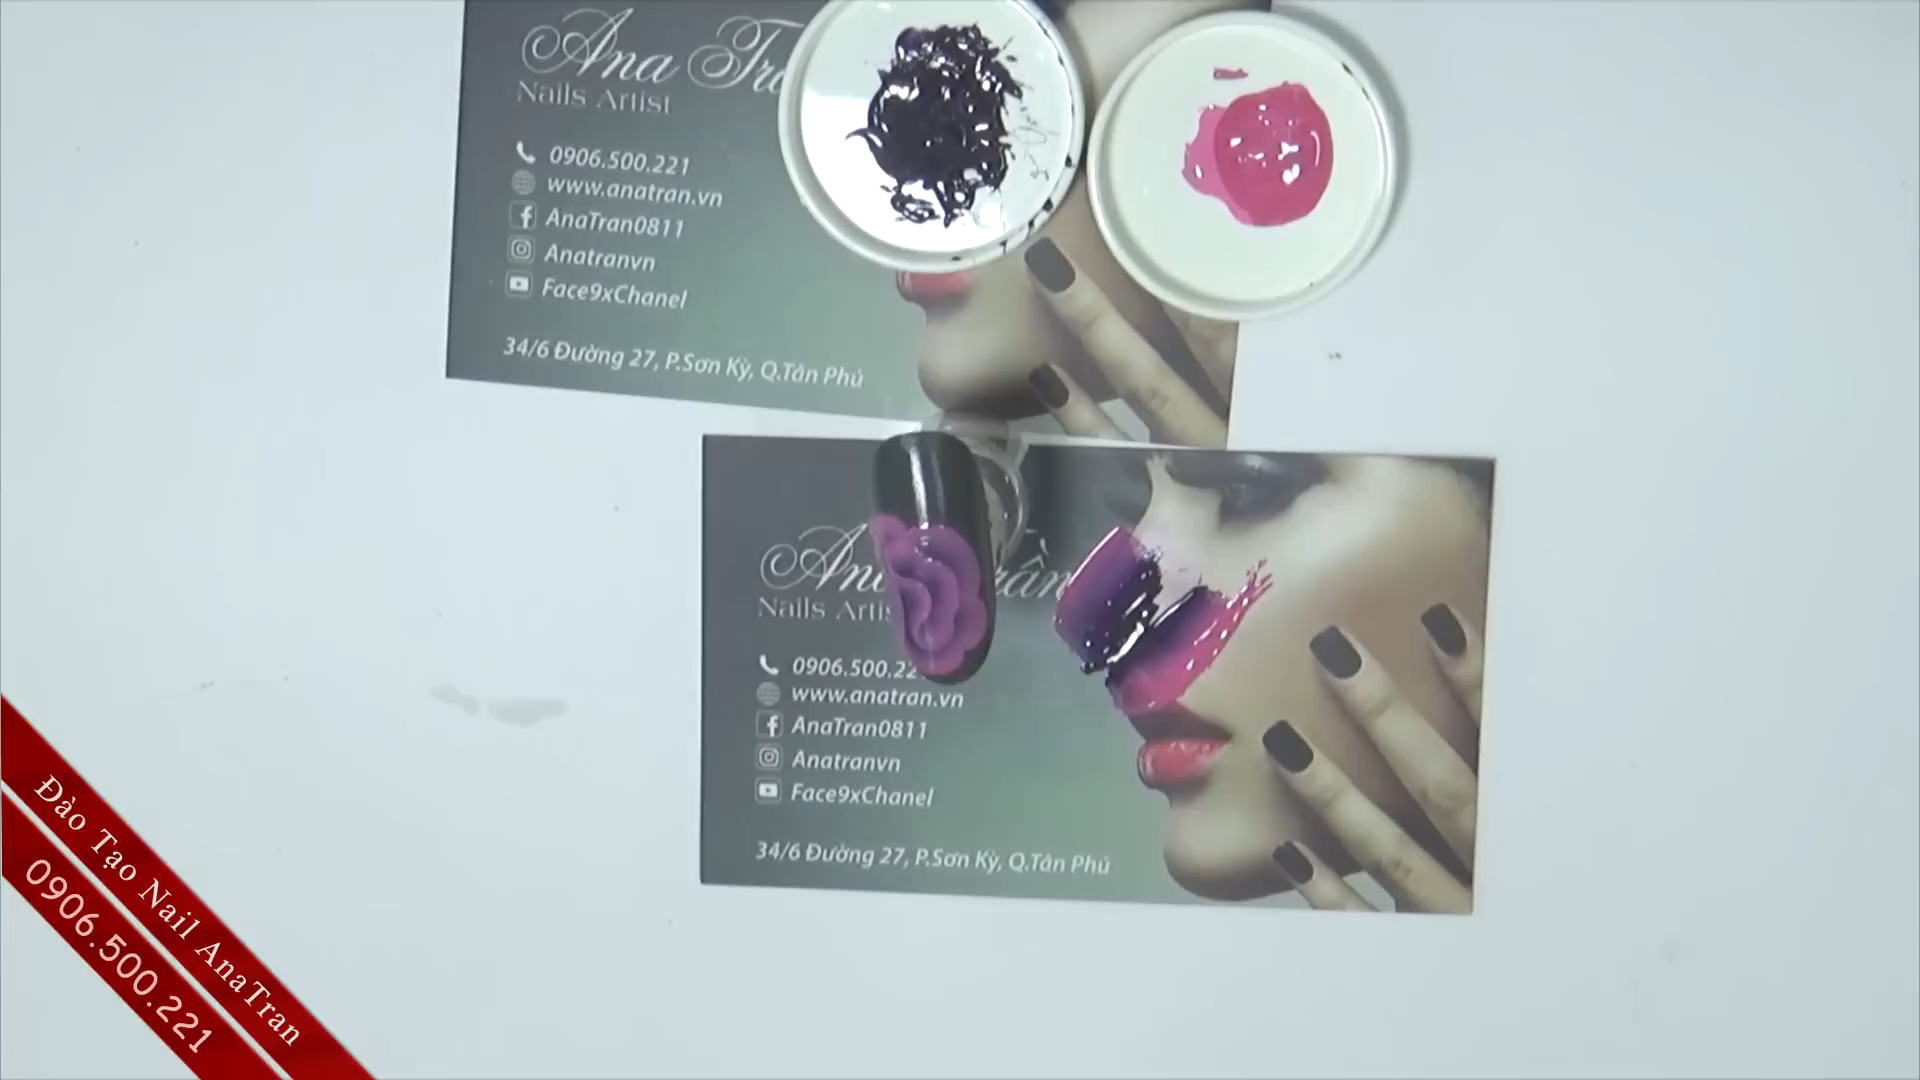 Ana
Nails Artist
0906.500.221
www.anatran.vn
AnaTran0811
Anatranvn
Face9xChanel
34/6 Đường 27, P.Sơn Kỳ, Q.Tân Phú
Nails
0906.500.22
www.anatran.vn
AnaTran0811
Anatranvn
Face9xChanel
34/6 Đường 27, P.Sơn Kỳ, Q.Tân Phú
Đào Tạo Nail AnaTran
0906.500.221